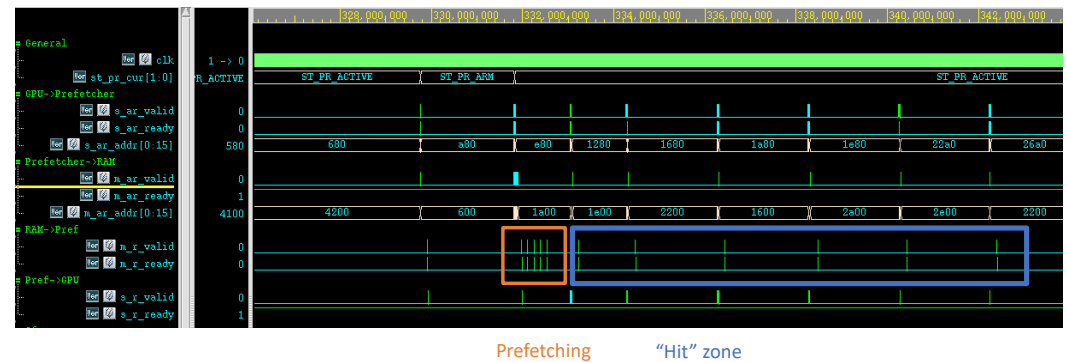 328,000,000 330,000,000 332,000,000 334,000,000 336,000,000 338,000,000 340,000,000 342,000,000
General
clk 1 -> 0
st_pr_cur[1:0] R_ACTIVE ST_PR_ACTIVE ST_PR_ARM ST_PR_ACTIVE
GPU->Prefetcher
s_ar_valid 0
s_ar_ready 0
s_ar_addr[0:15] 580 680 a80 e80 1280 1680 1a80 1e80 22a0 26a0
Prefetcher->RAM
m_ar_valid 0
m_ar_ready 1
m_ar_addr[0:15] 4100 4200 600 1a00 1e00 2200 1600 2a00 2e00 2200
RAM->Pref
m_r_valid 0
m_r_ready 0
Pref->GPU
s_r_valid 0
s_r_ready 1
Prefetching "Hit" zone